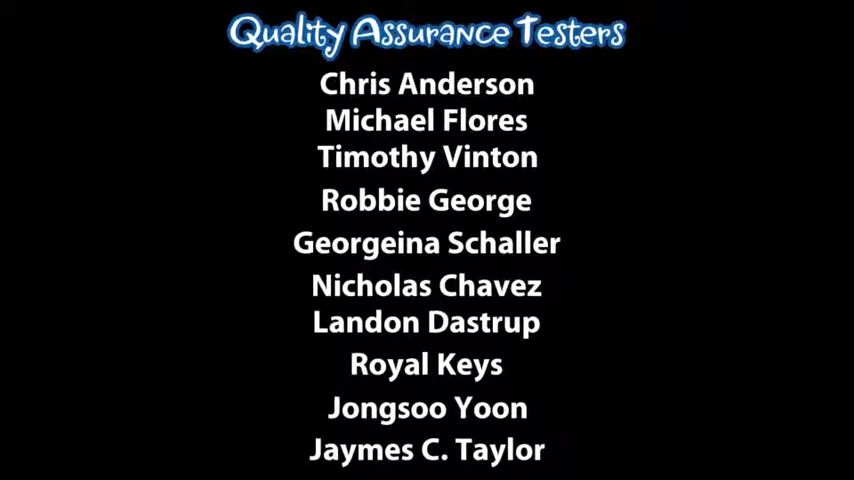 Quality Assurance Testers
Chris Anderson
Michael Flores
Timothy Vinton
Robbie George
Georgeina Schaller
Nicholas Chavez
Landon Dastrup
Royal Keys
Jongsoo Yoon
Jaymes C. Taylor